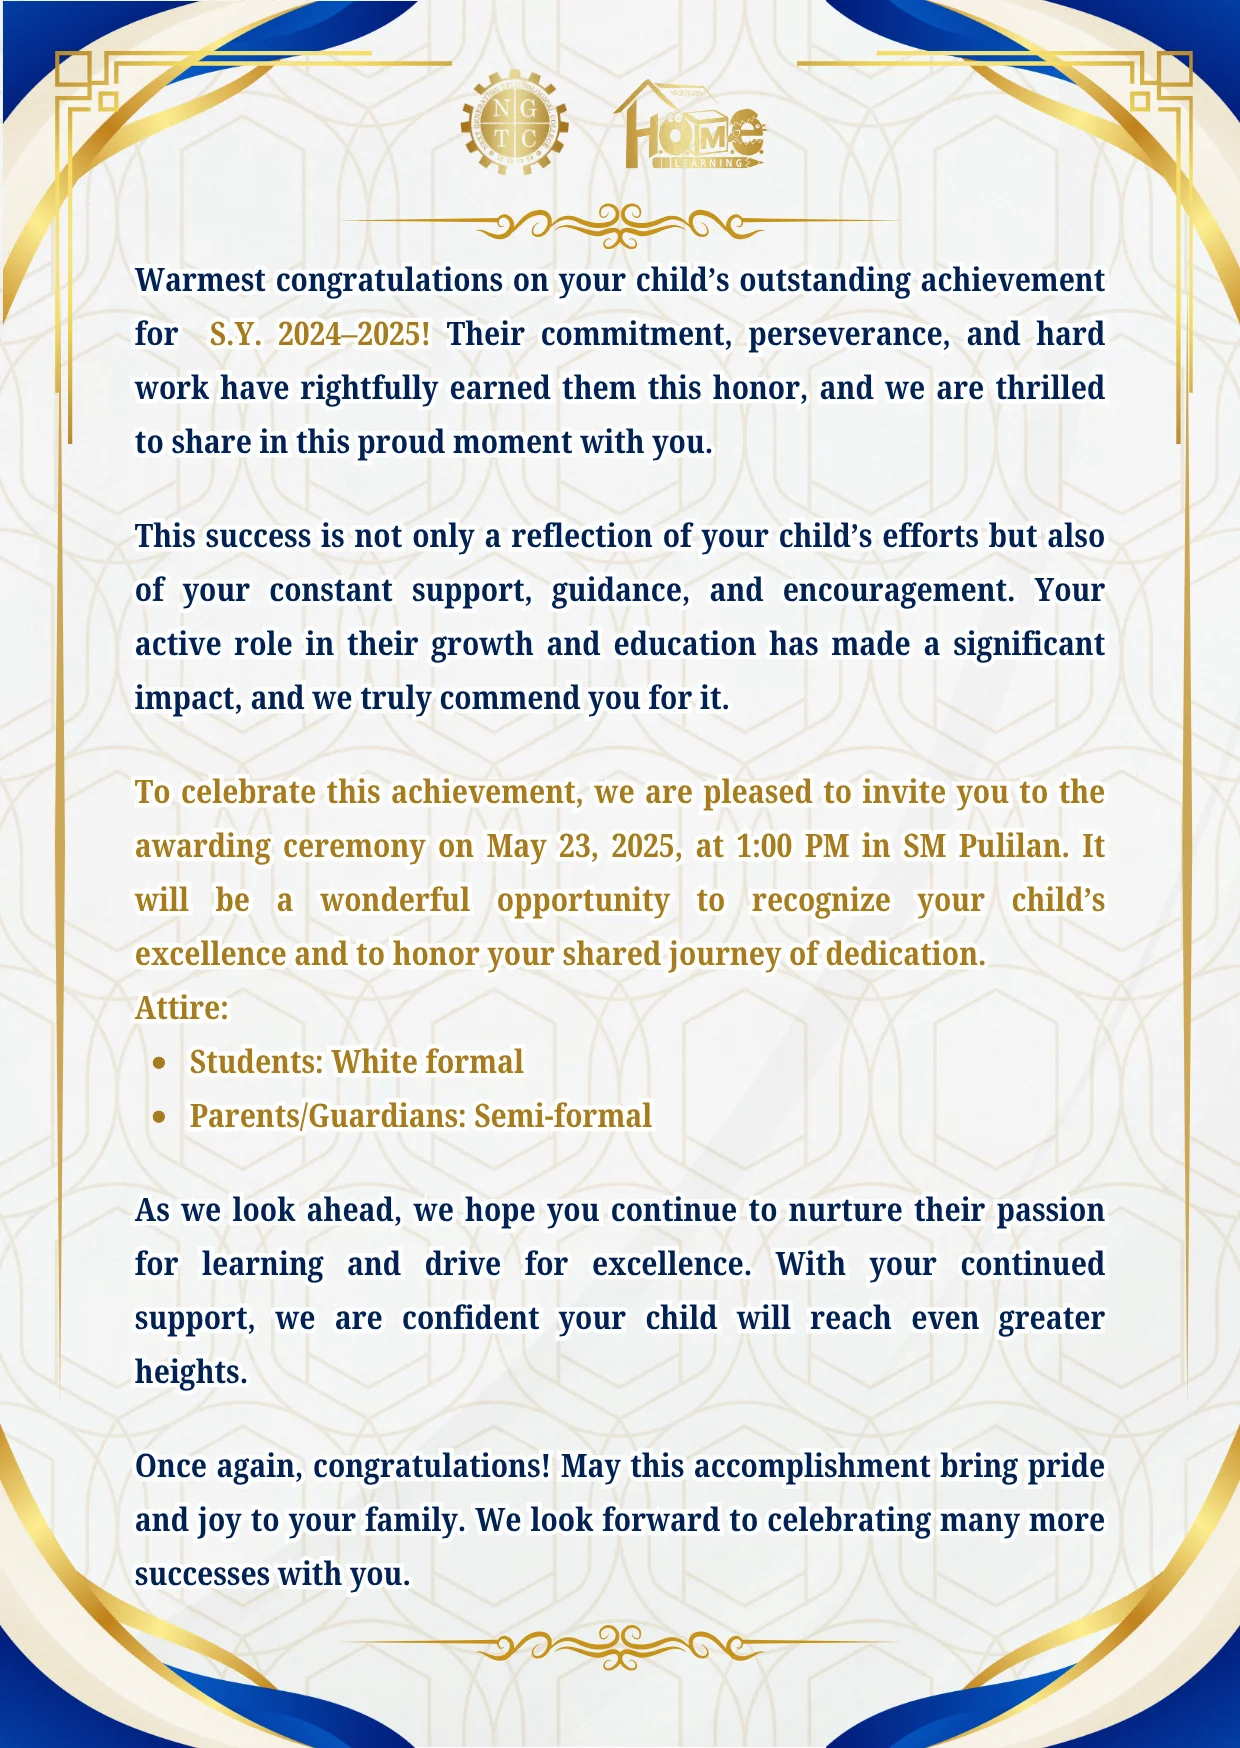 N G
T C
NEXT GENERATION TECHNOLOGICAL COLLEGE
H.o.M.e.
LEARNING
Warmest congratulations on your child’s outstanding achievement
for S.Y. 2024–2025! Their commitment, perseverance, and hard
work have rightfully earned them this honor, and we are thrilled
to share in this proud moment with you.
This success is not only a reflection of your child’s efforts but also
of your constant support, guidance, and encouragement. Your
active role in their growth and education has made a significant
impact, and we truly commend you for it.
To celebrate this achievement, we are pleased to invite you to the
awarding ceremony on May 23, 2025, at 1:00 PM in SM Pulilan. It
will be a wonderful opportunity to recognize your child’s
excellence and to honor your shared journey of dedication.
Attire:
• Students: White formal
• Parents/Guardians: Semi-formal
As we look ahead, we hope you continue to nurture their passion
for learning and drive for excellence. With your continued
support, we are confident your child will reach even greater
heights.
Once again, congratulations! May this accomplishment bring pride
and joy to your family. We look forward to celebrating many more
successes with you.